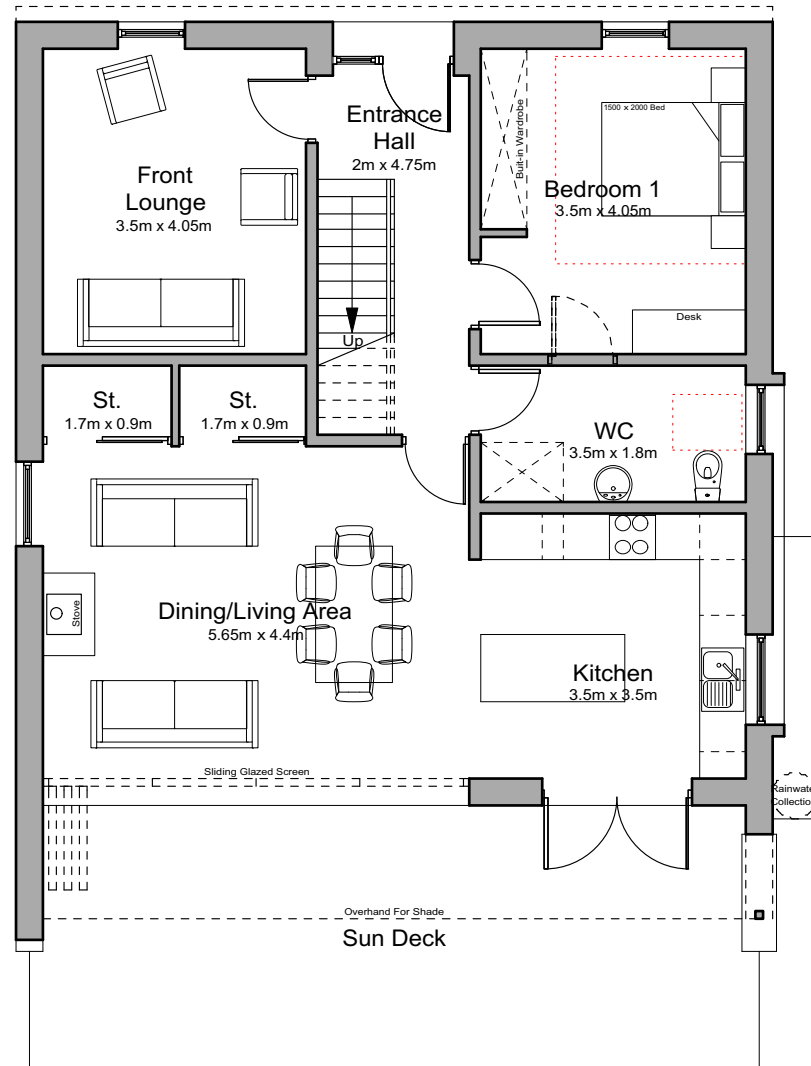 Entrance
Hall
2m x 4.75m
Front
Lounge
3.5m x 4.05m
Buit-in Wardrobe
1500 x 2000 Bed
Bedroom 1
3.5m x 4.05m
Desk
Up
St.
1.7m x 0.9m
St.
1.7m x 0.9m
WC
3.5m x 1.8m
Stove
Dining/Living Area
5.65m x 4.4m
Kitchen
3.5m x 3.5m
Sliding Glazed Screen
Rainwate
Collectio
Overhand For Shade
Sun Deck